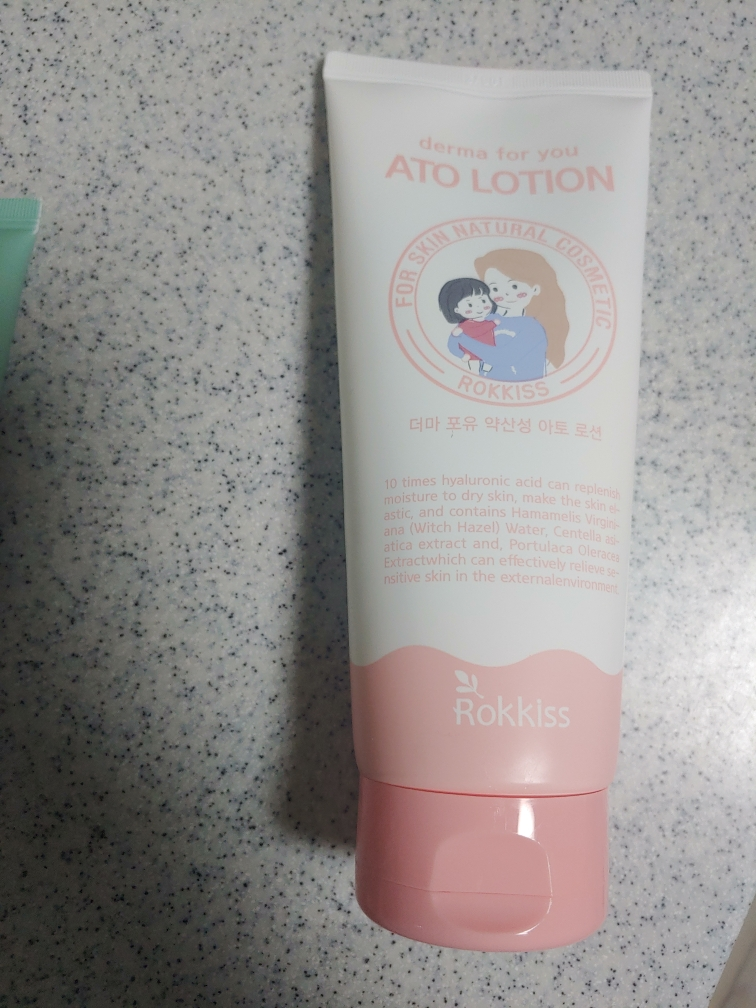 derma for you
ATO LOTION
FOR SKIN NATURAL COSMETIC
ROKKISS
더마 포유 약산성 아토 로션
10 times hyaluronic acid can replenish
moisture to dry skin, make the skin el-
astic, and contains Hamamelis Virgini-
ana (Witch Hazel) Water, Centella asi-
atica extract and, Portulaca Oleracea
Extractwhich can effectively relieve se-
nsitive skin in the externalenvironment
Rokkiss